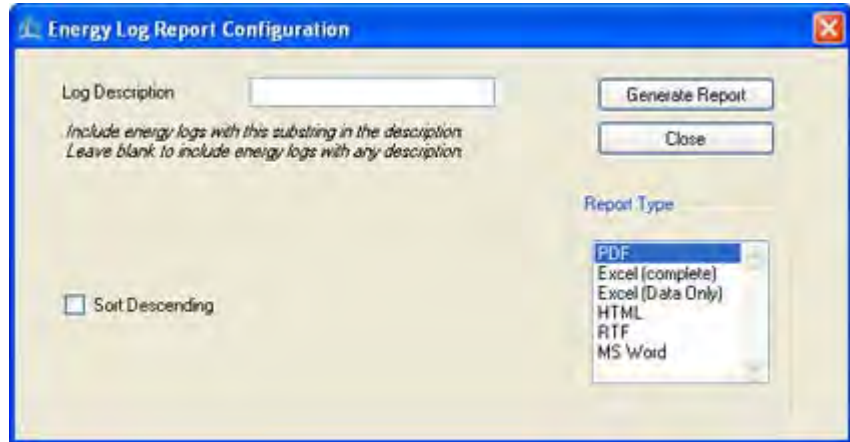 Energy Log Report Configuration
Log Description
Generate Report
Include energy logs with this substring in the description
Leave blank to include energy logs with any description
Close
Report Type
PDF
Excel (complete)
Excel (Data Only)
HTML
RTF
MS Word
Sort Descending